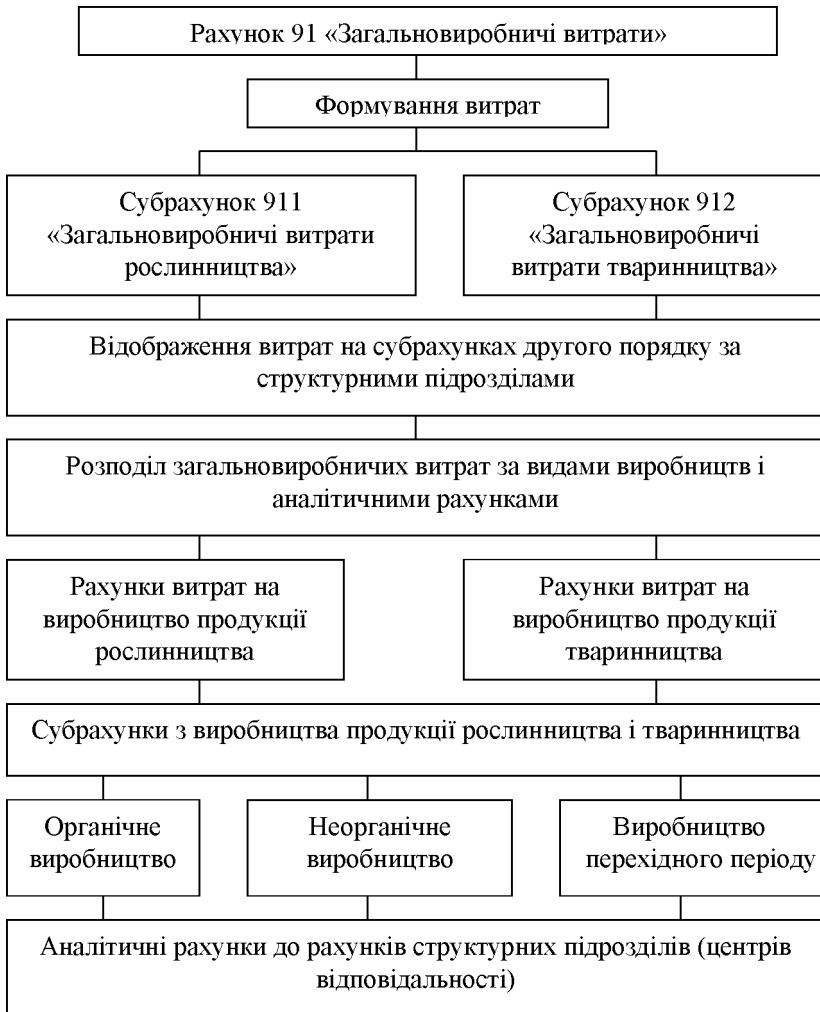 Рахунок 91 «Загальновиробничі витрати»
Формування витрат
Субрахунок 911
«Загальновиробничі витрати
рослинництва»
Субрахунок 912
«Загальновиробничі
витрати тваринництва»
Відображення витрат на субрахунках другого порядку за
структурними підрозділами
Розподіл загальновиробничих витрат за видами виробництв і
аналітичними рахунками
Рахунки витрат на
виробництво продукції
рослинництва
Рахунки витрат на
виробництво продукції
тваринництва
Субрахунки з виробництва продукції рослинництва і тваринництва
Органічне
виробництво
Неорганічне
виробництво
Виробництво
перехідного періоду
Аналітичні рахунки до рахунків структурних підрозділів (центрів
відповідальності)